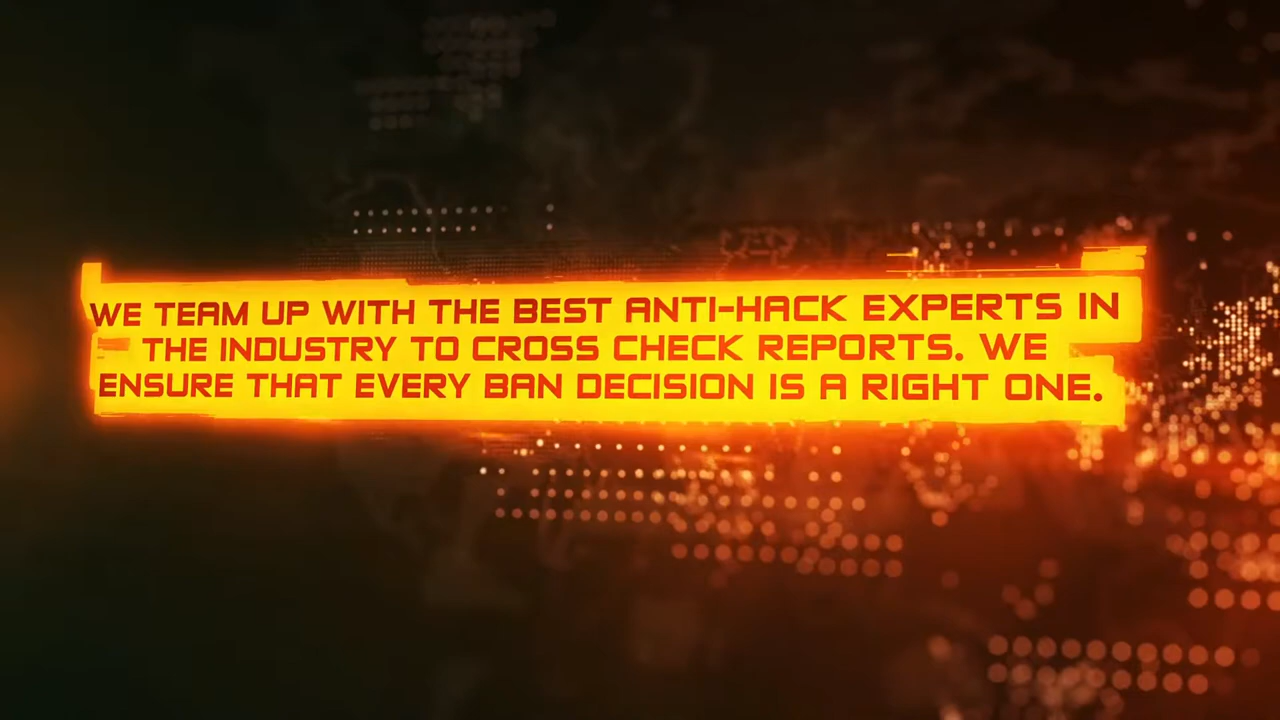 WE TEAM UP WITH THE BEST ANTI-HACK EXPERTS IN
THE INDUSTRY TO CROSS CHECK REPORTS. WE
ENSURE THAT EVERY BAN DECISION IS A RIGHT ONE.